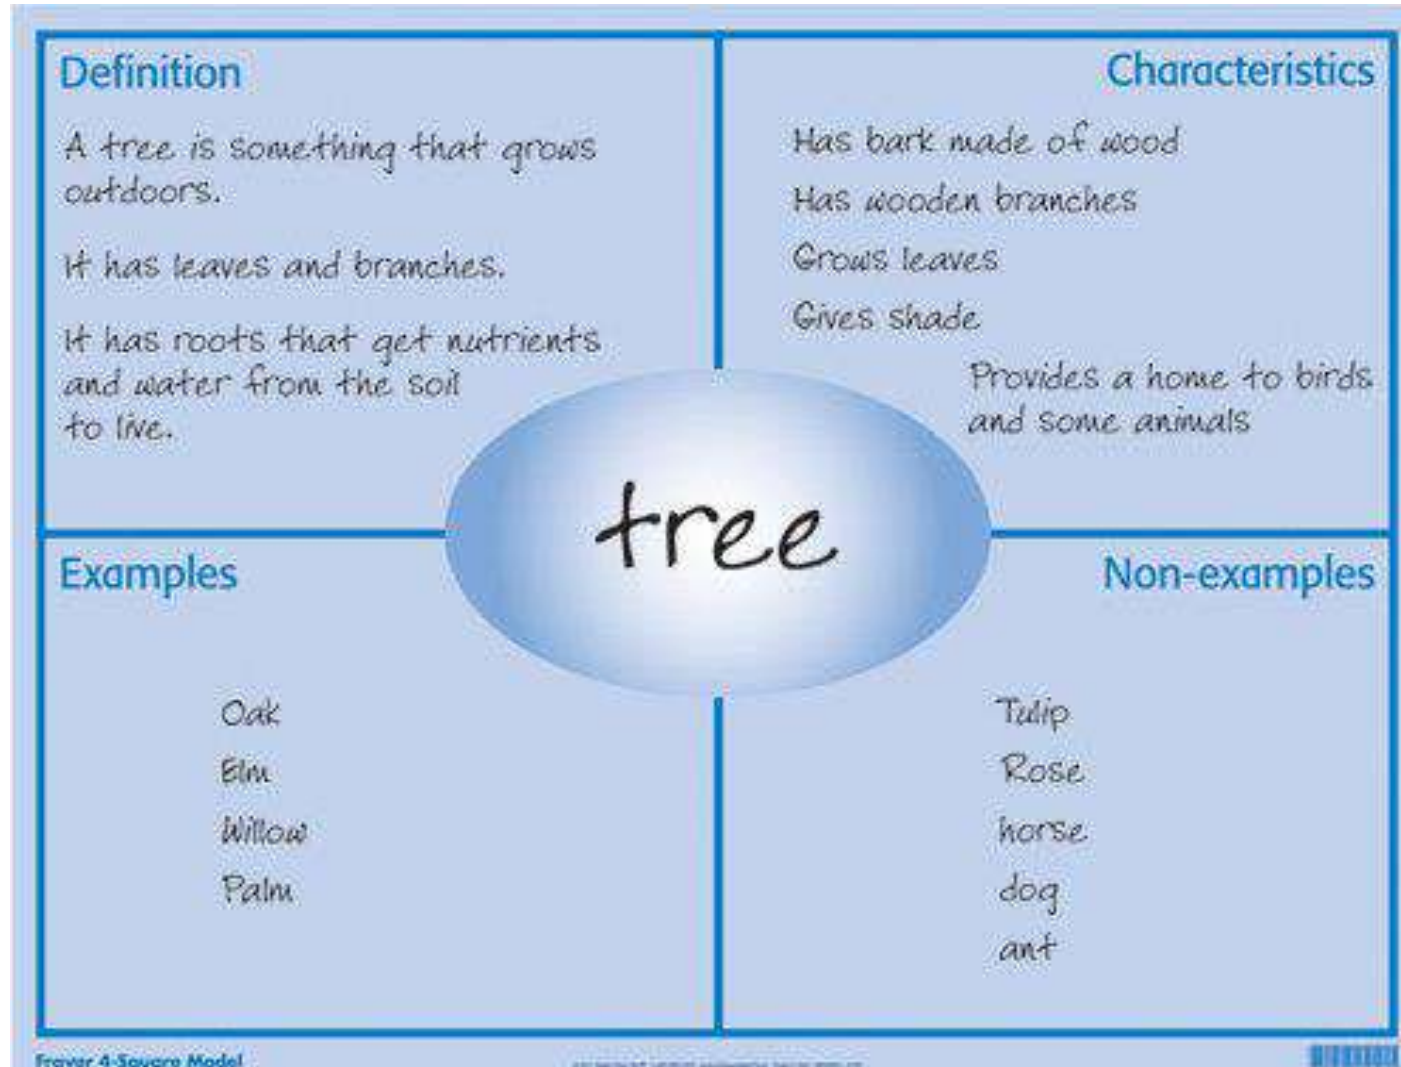 Definition
A tree is something that grows
outdoors.
It has leaves and branches.
It has roots that get nutrients
and water from the soil
to live.
Characteristics
Has bark made of wood
Has wooden branches
Grows leaves
Gives shade
Provides a home to birds
and some animals
tree
Examples
Oak
Elm
Willow
Palm
Non-examples
Tulip
Rose
horse
dog
ant
Frayer 4-Square Model